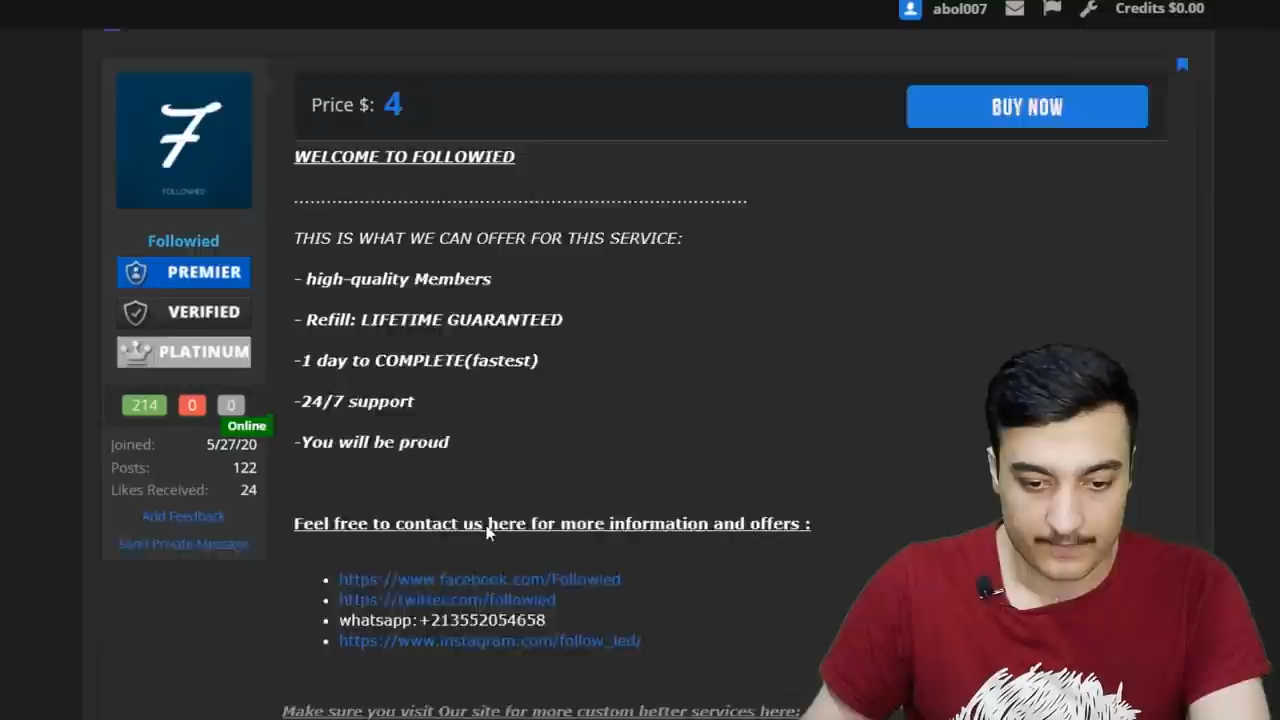 abol007
Credits $0.00
Price $: 4
BUY NOW
FOLLOWIED
Followied
PREMIER
VERIFIED
PLATINUM
214 0 0
Online
Joined: 5/27/20
Posts: 122
Likes Received: 24
Add Feedback
Send Private Message
WELCOME TO FOLLOWIED
..........................................................................................
THIS IS WHAT WE CAN OFFER FOR THIS SERVICE:
- high-quality Members
- Refill: LIFETIME GUARANTEED
-1 day to COMPLETE(fastest)
-24/7 support
-You will be proud
Feel free to contact us here for more information and offers :
• https://www.facebook.com/Followied
• https://twitter.com/followied
• whatsapp:+213552054658
• https://www.instagram.com/follow_ied/
Make sure you visit Our site for more custom better services here: